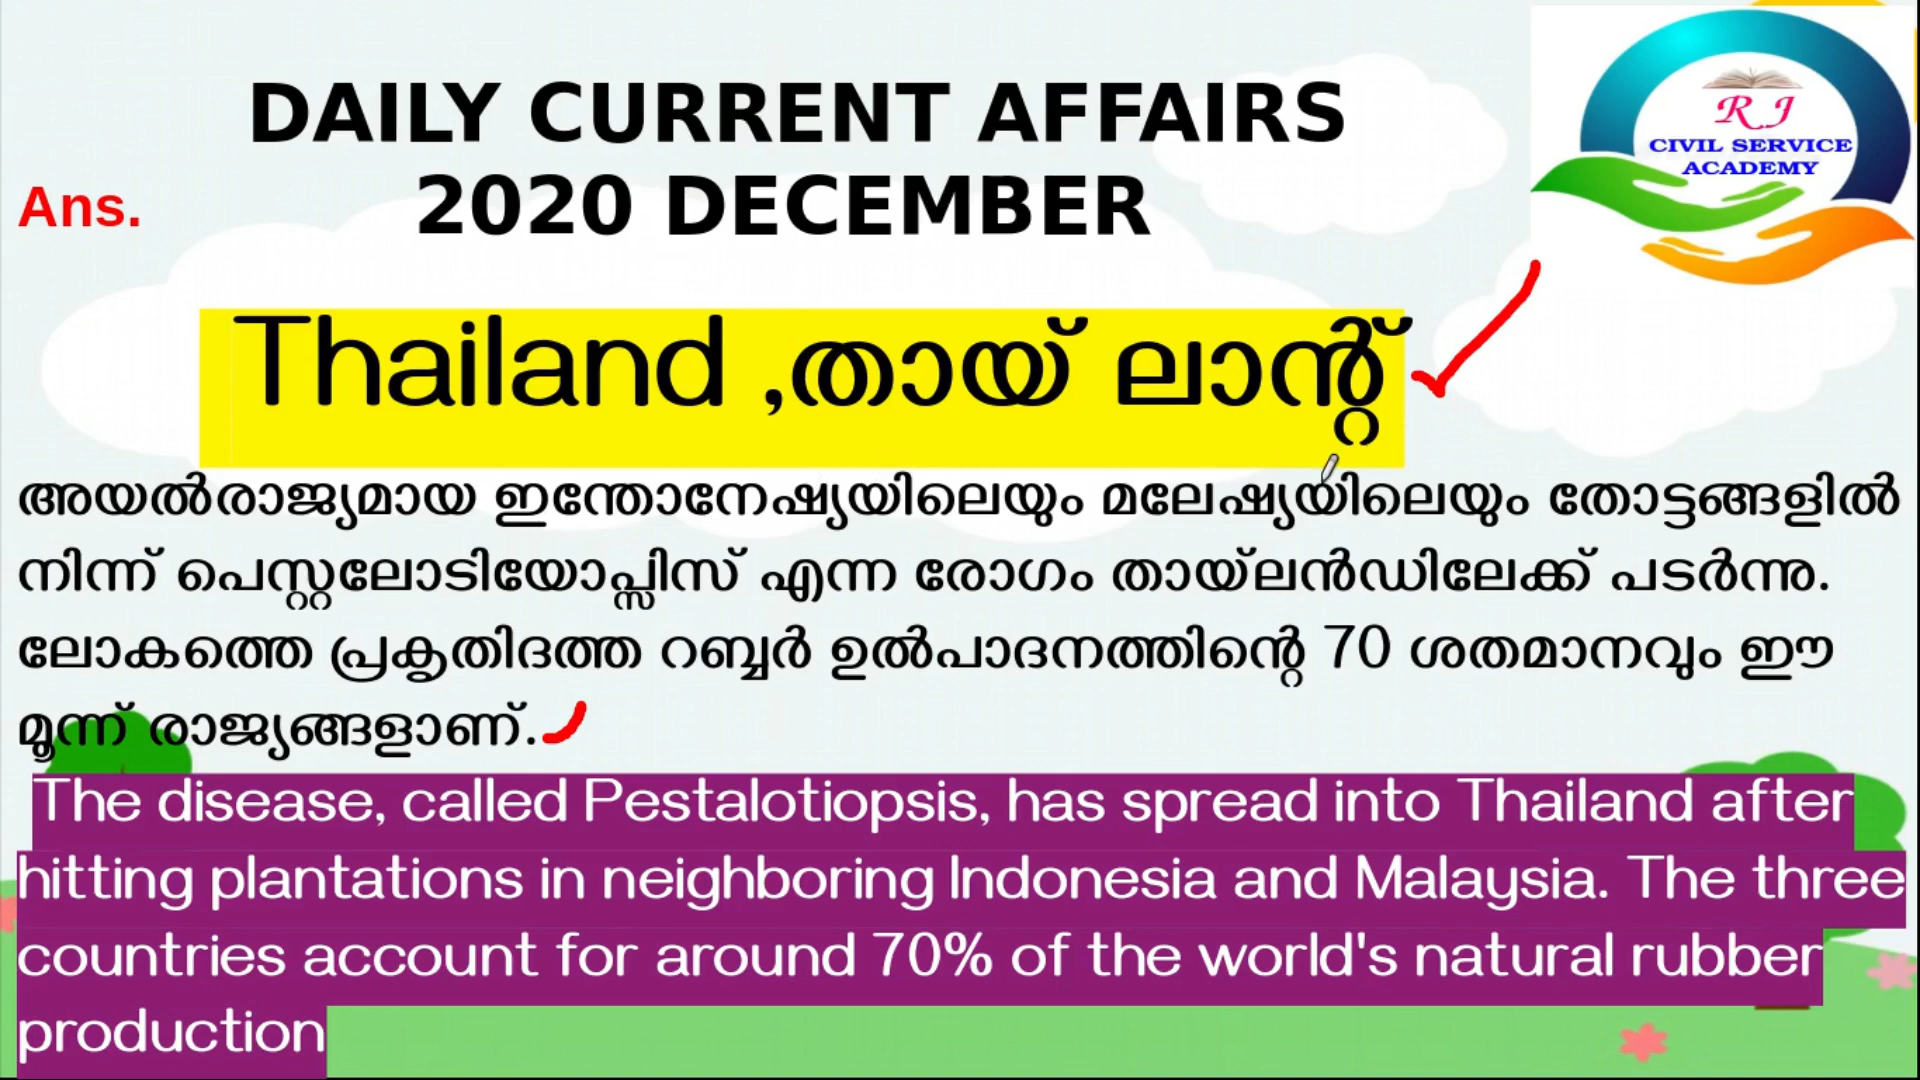 DAILY CURRENT AFFAIRS
2020 DECEMBER
R J
CIVIL SERVICE
ACADEMY
Ans.
Thailand ,തായ് ലാന്റ്
അയൽരാജ്യമായ ഇന്തോനേഷ്യയിലെയും മലേഷ്യയിലെയും തോട്ടങ്ങളിൽ
നിന്ന് പെസ്റ്റലോടിയോപ്സിസ് എന്ന രോഗം തായ്ലൻഡിലേക്ക് പടർന്നു.
ലോകത്തെ പ്രകൃതിദത്ത റബ്ബർ ഉൽപാദനത്തിന്റെ 70 ശതമാനവും ഈ
മൂന്ന് രാജ്യങ്ങളാണ്.
The disease, called Pestalotiopsis, has spread into Thailand after
hitting plantations in neighboring Indonesia and Malaysia. The three
countries account for around 70% of the world's natural rubber
production